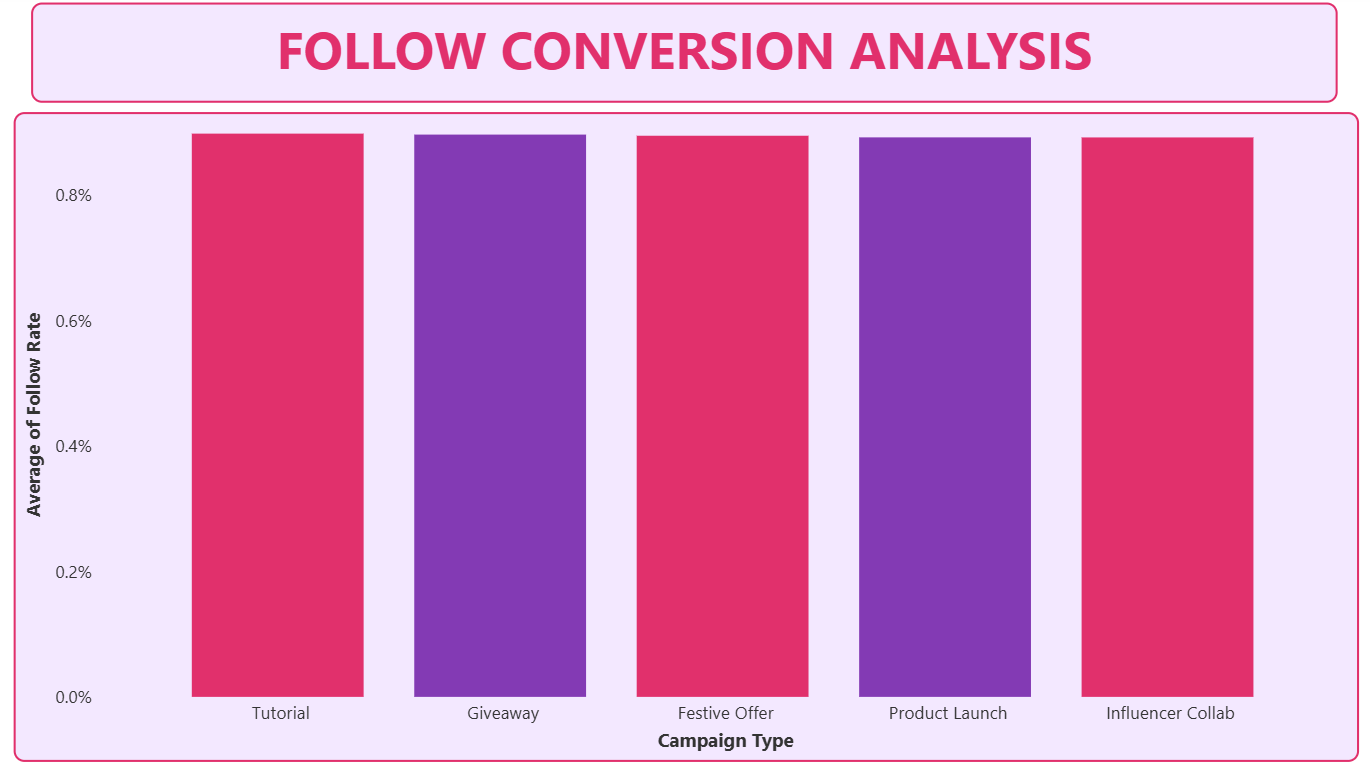 FOLLOW CONVERSION ANALYSIS
Average of Follow Rate
0.8%
0.6%
0.4%
0.2%
0.0%
Tutorial
Giveaway
Festive Offer
Product Launch
Influencer Collab
Campaign Type